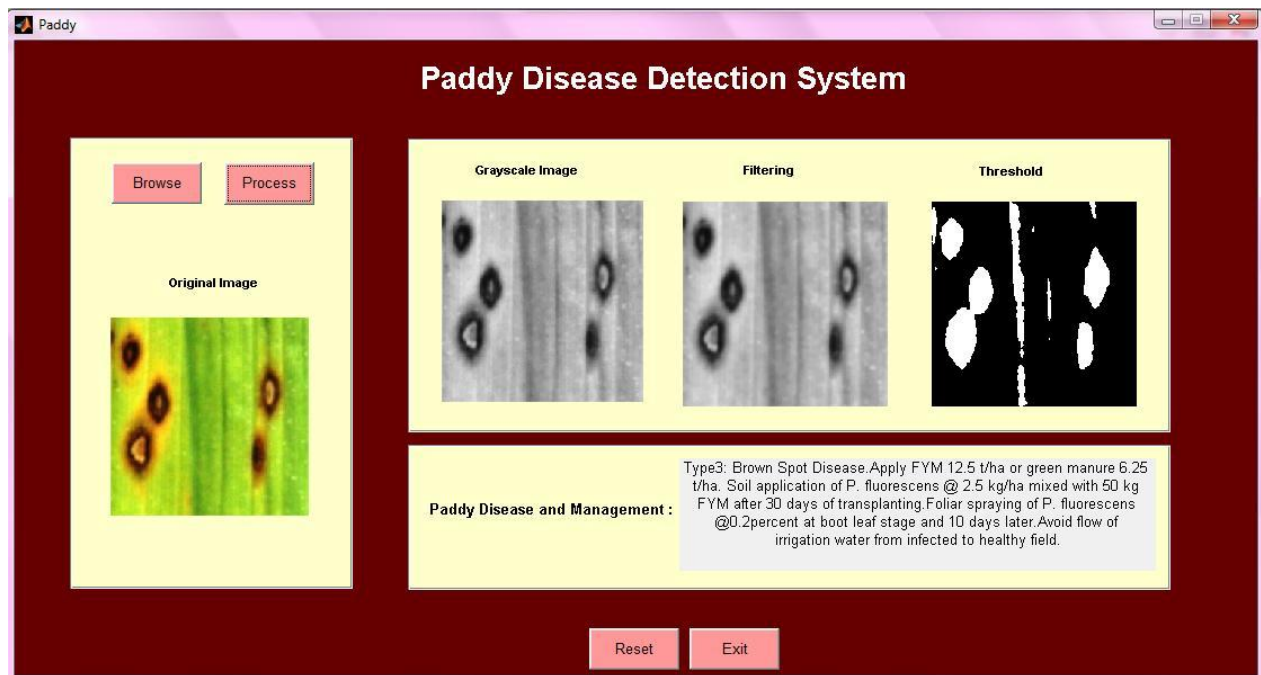 Paddy
Paddy Disease Detection System
Browse
Process
Original Image
Grayscale Image
Filtering
Threshold
Paddy Disease and Management :
Type3: Brown Spot Disease.Apply FYM 12.5 t/ha or green manure 6.25
t/ha. Soil application of P. fluorescens @ 2.5 kg/ha mixed with 50 kg
FYM after 30 days of transplanting.Foliar spraying of P. fluorescens
@0.2percent at boot leaf stage and 10 days later.Avoid flow of
irrigation water from infected to healthy field.
Reset
Exit